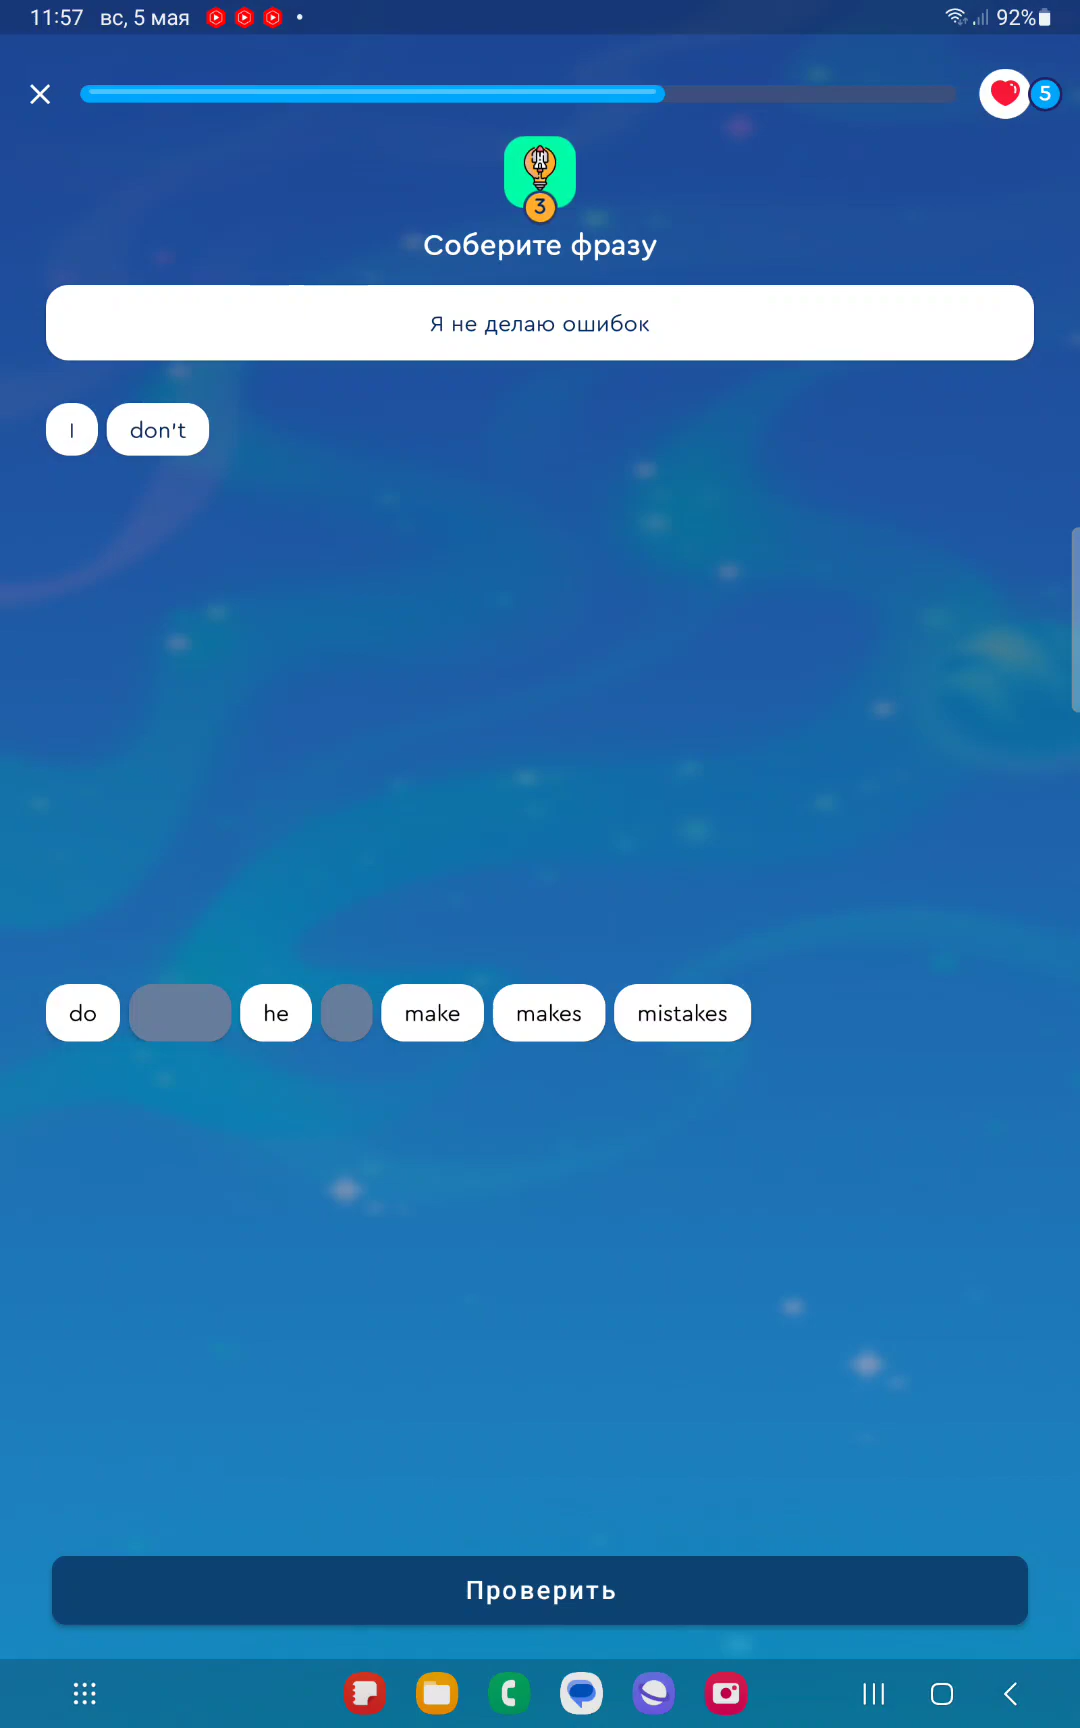 11:57 вс, 5 мая 92%
5
3
Соберите фразу
Я не делаю ошибок
I don't
do he make makes mistakes
Проверить